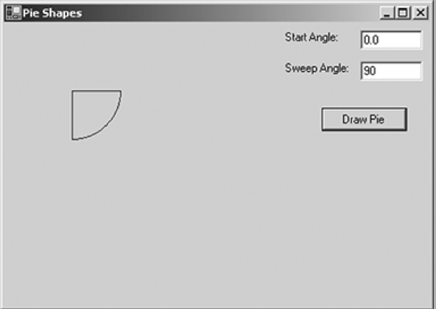 Pie Shapes
Start Angle: 0.0
Sweep Angle: 90
Draw Pie